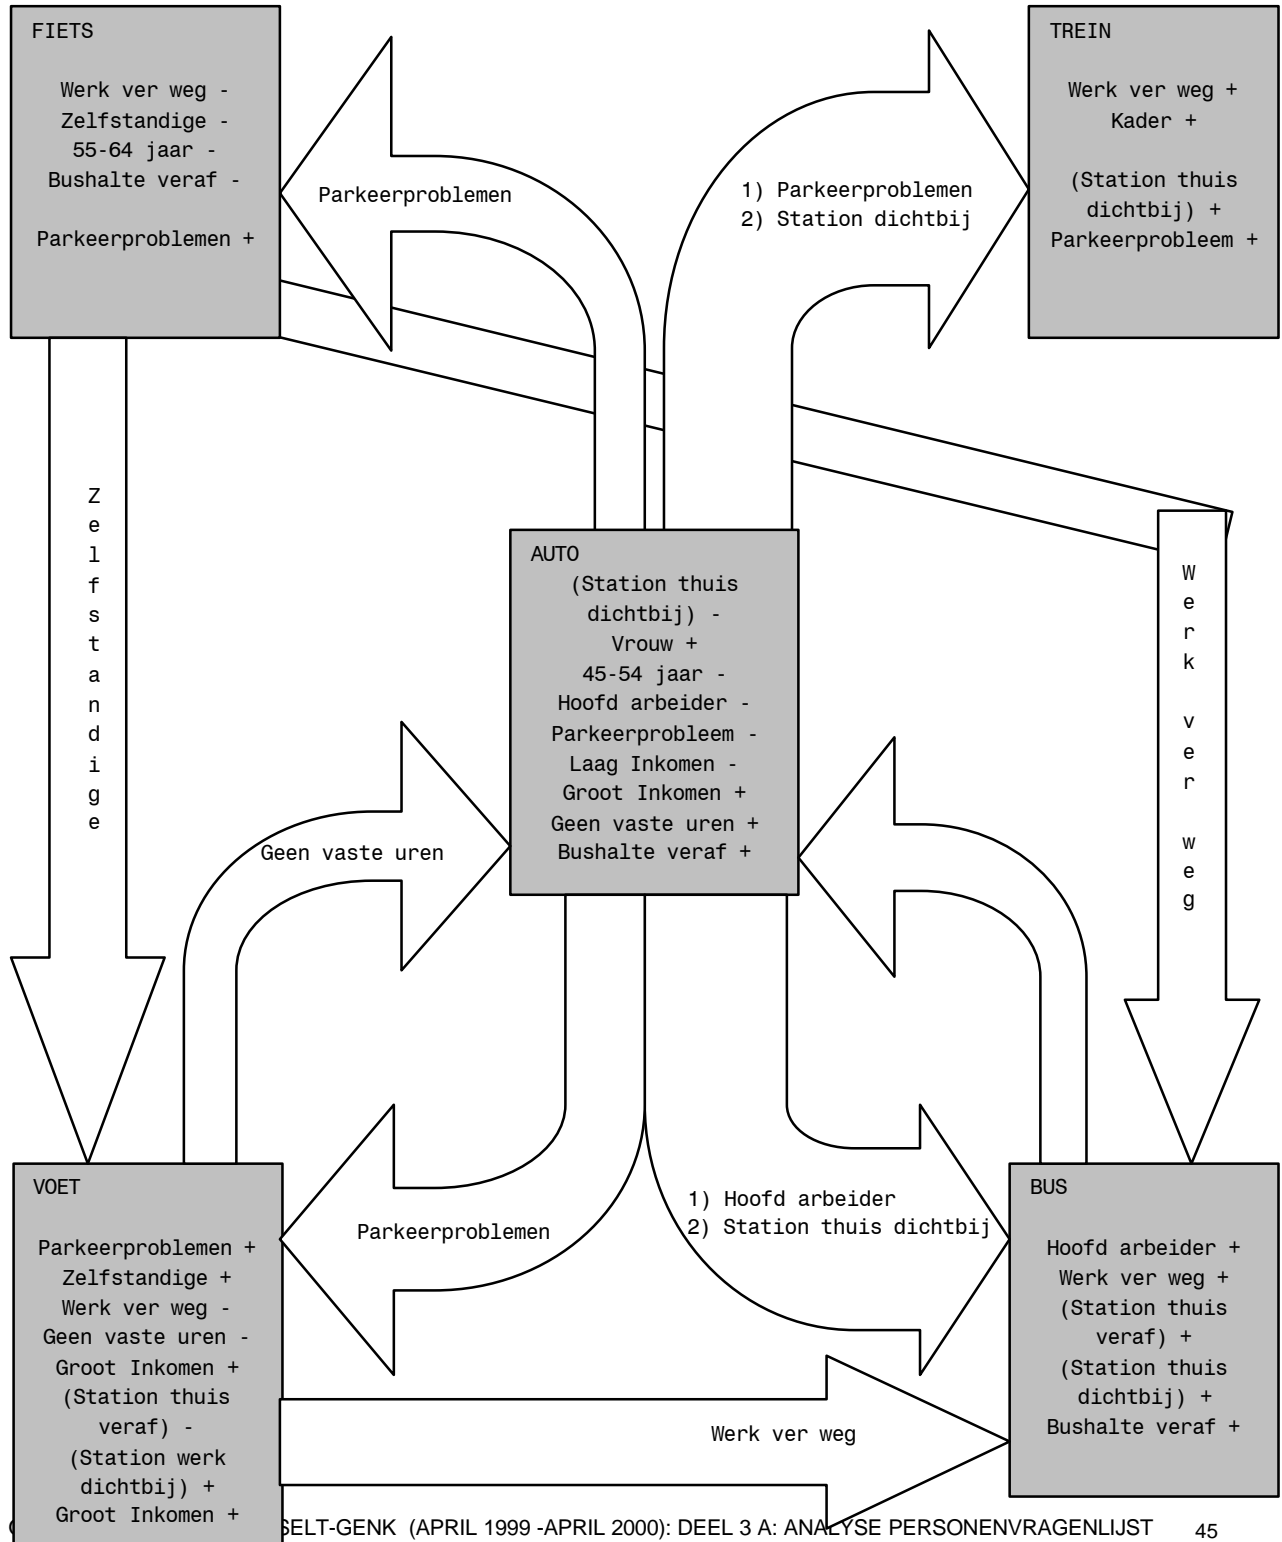 FIETS
Werk ver weg -
Zelfstandige -
55-64 jaar -
Bushalte veraf -
Parkeerproblemen +
Parkeerproblemen
1) Parkeerproblemen
2) Station dichtbij
TREIN
Werk ver weg +
Kader +
(Station thuis
dichtbij) +
Parkeerprobleem +
Zelfstandige
AUTO
(Station thuis
dichtbij) -
Vrouw +
45-54 jaar -
Hoofd arbeider -
Parkeerprobleem -
Laag Inkomen -
Groot Inkomen +
Geen vaste uren +
Bushalte veraf +
Werk ver weg
Geen vaste uren
VOET
Parkeerproblemen +
Zelfstandige +
Werk ver weg -
Geen vaste uren -
Groot Inkomen +
(Station thuis
veraf) -
(Station werk
dichtbij) +
Groot Inkomen +
Parkeerproblemen
1) Hoofd arbeider
2) Station thuis dichtbij
BUS
Hoofd arbeider +
Werk ver weg +
(Station thuis
veraf) +
(Station thuis
dichtbij) +
Bushalte veraf +
Werk ver weg
SELT-GENK (APRIL 1999 -APRIL 2000): DEEL 3 A: ANALYSE PERSONENVRAGENLIJST 45